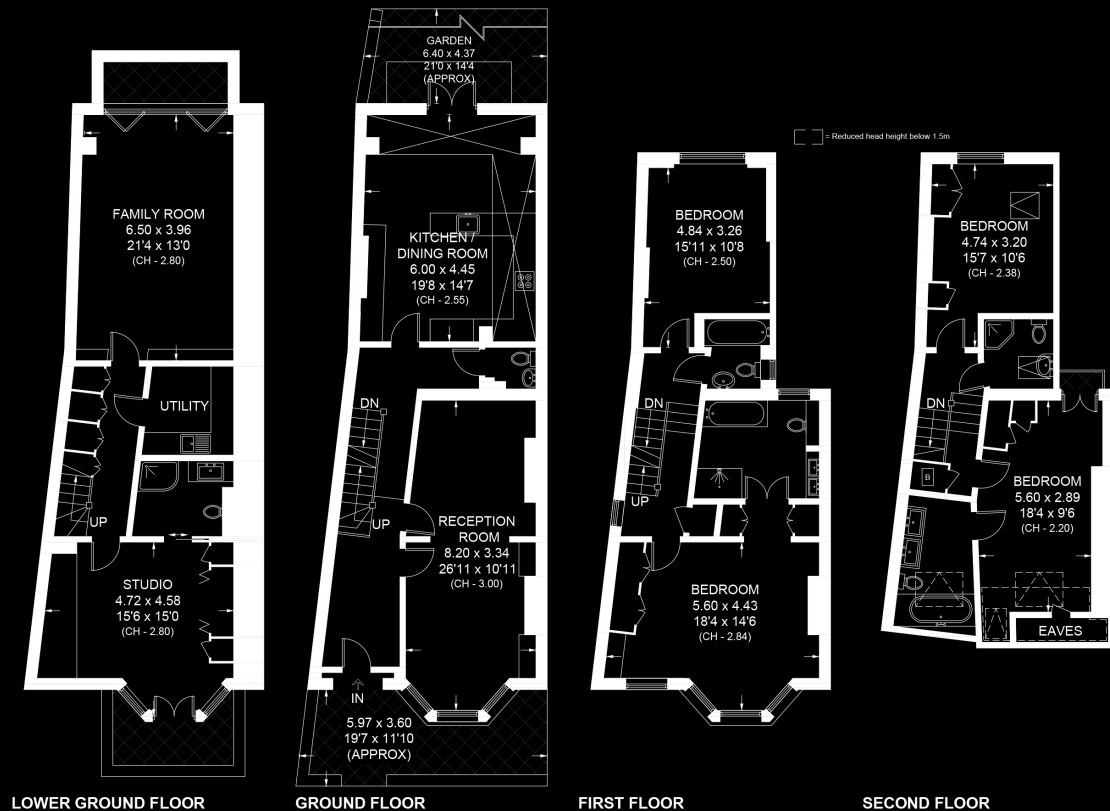 GARDEN
6.40 x 4.37
21'0 x 14'4
(APPROX)
= Reduced head height below 1.5m
FAMILY ROOM
6.50 x 3.96
21'4 x 13'0
(CH - 2.80)
UTILITY
UP
STUDIO
4.72 x 4.58
15'6 x 15'0
(CH - 2.80)
LOWER GROUND FLOOR
KITCHEN /
DINING ROOM
6.00 x 4.45
19'8 x 14'7
(CH - 2.55)
DN
UP
RECEPTION
ROOM
8.20 x 3.34
26'11 x 10'11
(CH - 3.00)
IN
5.97 x 3.60
19'7 x 11'10
(APPROX)
GROUND FLOOR
BEDROOM
4.84 x 3.26
15'11 x 10'8
(CH - 2.50)
DN
UP
BEDROOM
5.60 x 4.43
18'4 x 14'6
(CH - 2.84)
FIRST FLOOR
BEDROOM
4.74 x 3.20
15'7 x 10'6
(CH - 2.38)
DN
B
BEDROOM
5.60 x 2.89
18'4 x 9'6
(CH - 2.20)
EAVES
SECOND FLOOR